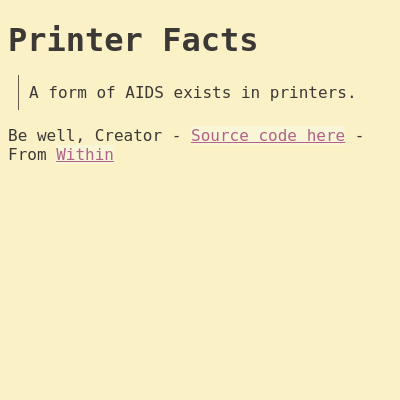 Printer Facts
A form of AIDS exists in printers.
Be well, Creator - Source code here -
From Within